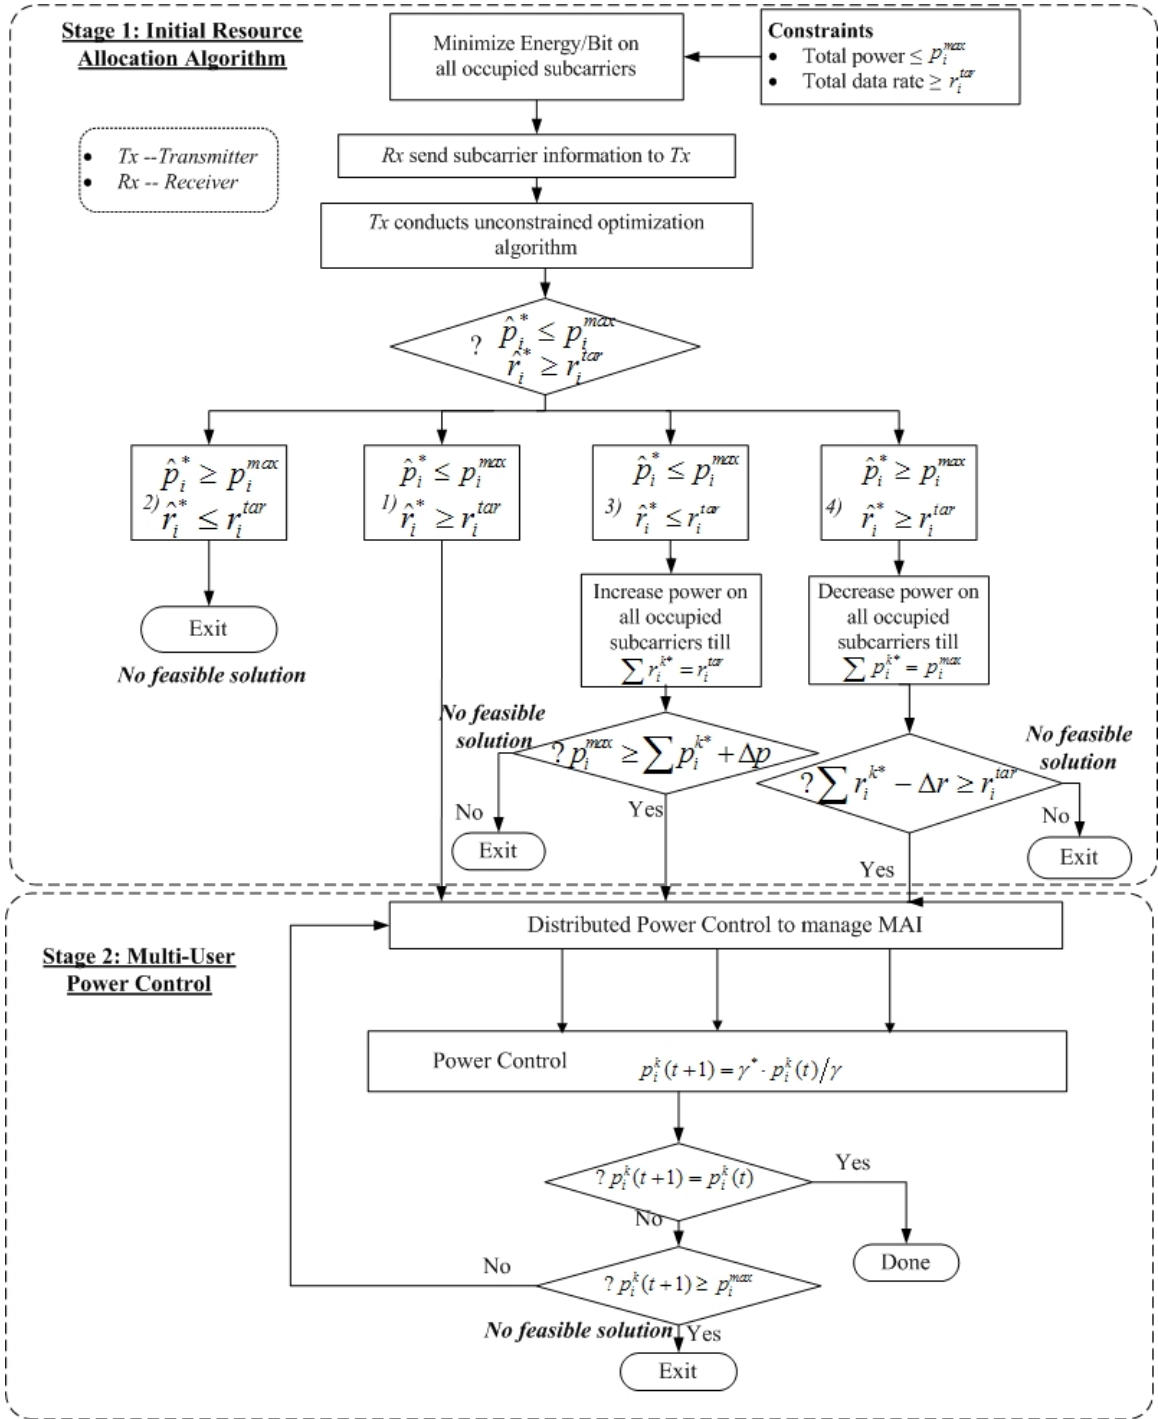 Stage 1: Initial Resource
Allocation Algorithm
Minimize Energy/Bit on
all occupied subcarriers
Constraints
• Total power ≤ p_i^{max}
• Total data rate ≥ r_i^{tar}
• Tx --Transmitter
• Rx -- Receiver
Rx send subcarrier information to Tx
Tx conducts unconstrained optimization
algorithm
? p̂_i^* ≤ p_i^{max}
r̂_i^* ≥ r_i^{tar}
p̂_i^* ≥ p_i^{max}
2) r̂_i^* ≤ r_i^{tar}
p̂_i^* ≤ p_i^{max}
1) r̂_i^* ≥ r_i^{tar}
p̂_i^* ≤ p_i^{max}
3) r̂_i^* ≤ r_i^{tar}
p̂_i^* ≥ p_i^{max}
4) r̂_i^* ≥ r_i^{tar}
Exit
No feasible solution
Increase power on
all occupied
subcarriers till
∑ r_i^{k*} = r_i^{tar}
Decrease power on
all occupied
subcarriers till
∑ p_i^{k*} = p_i^{max}
No feasible
solution
? p_i^{max} ≥ ∑ p_i^{k*} + Δp
No
Exit
Yes
No feasible
solution
? ∑ r_i^{k*} − Δr ≥ r_i^{tar}
No
Exit
Yes
Stage 2: Multi-User
Power Control
Distributed Power Control to manage MAI
Power Control p_i^k(t+1) = γ^* · p_i^k(t)/γ
? p_i^k(t+1) = p_i^k(t)
Yes
Done
No
? p_i^k(t+1) ≥ p_i^{max}
No
No feasible solution
Yes
Exit